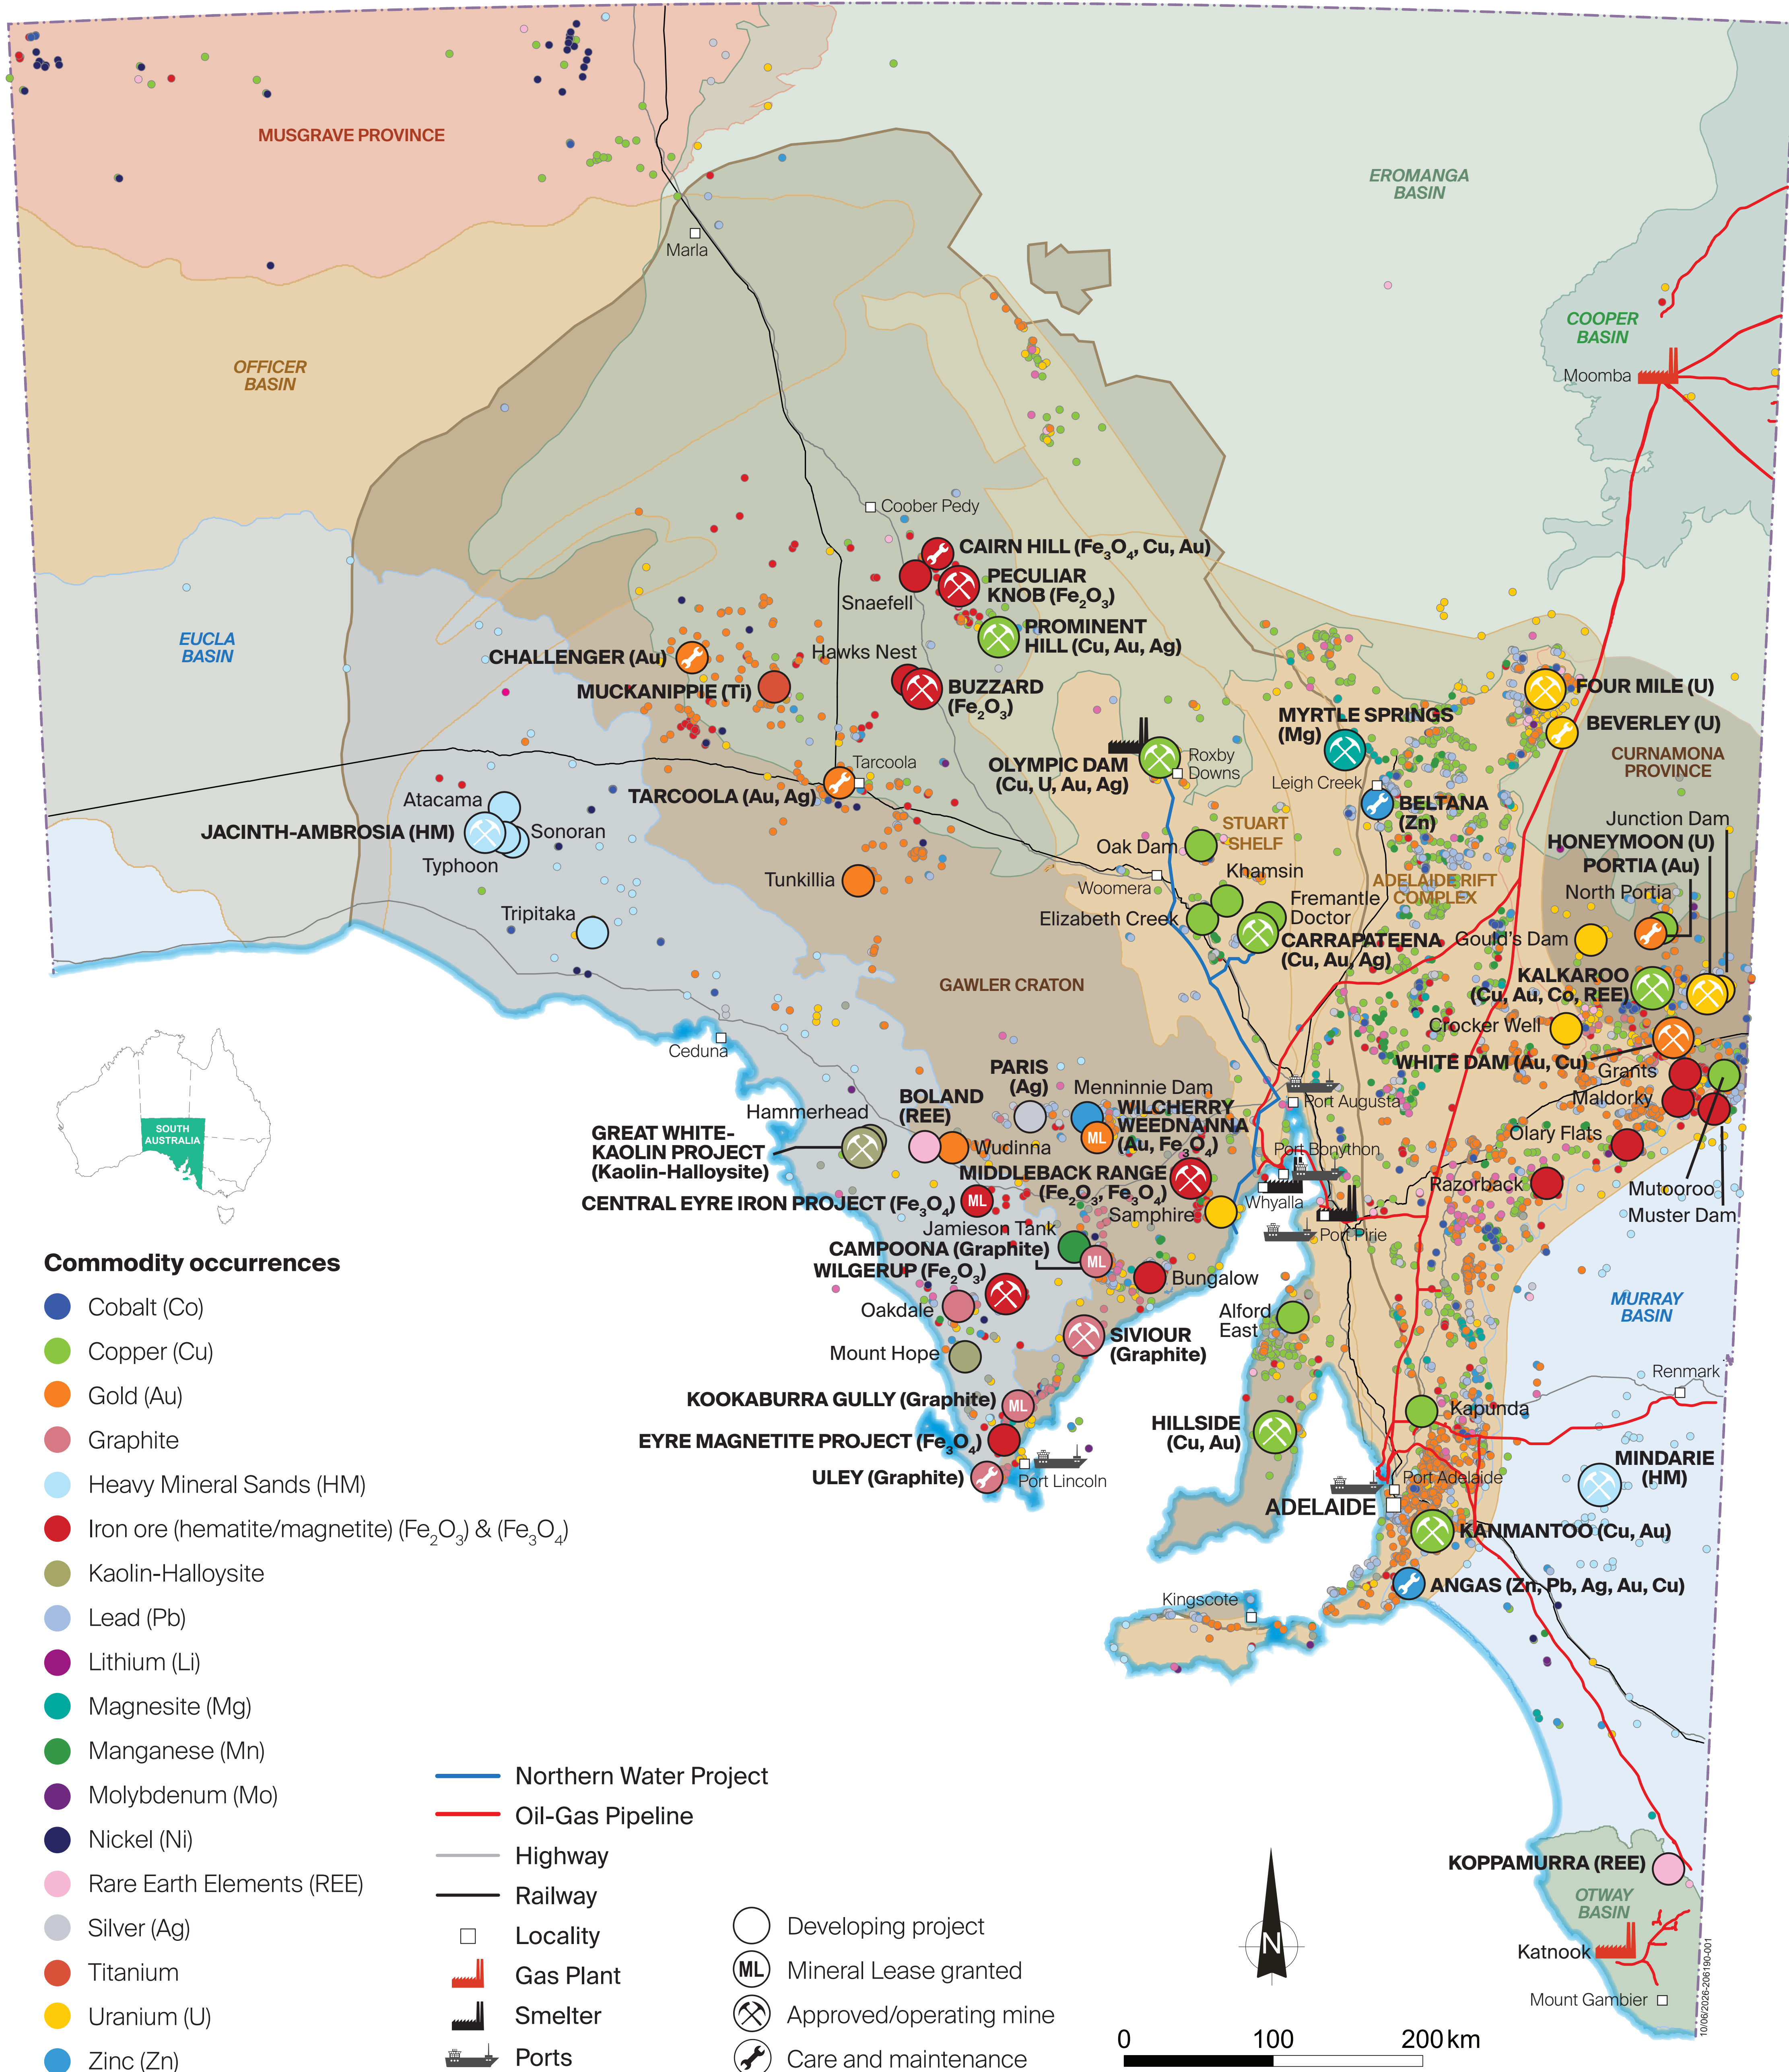 MUSGRAVE PROVINCE
EROMANGA
BASIN
Marla
COOPER
BASIN
Moomba
OFFICER
BASIN
Coober Pedy
CAIRN HILL (Fe₃O₄, Cu, Au)
PECULIAR
KNOB (Fe₂O₃)
Snaefell
PROMINENT
HILL (Cu, Au, Ag)
EUCLA
BASIN
CHALLENGER (Au)
Hawks Nest
MUCKANIPPIE (Ti)
BUZZARD
(Fe₂O₃)
FOUR MILE (U)
BEVERLEY (U)
MYRTLE SPRINGS
(Mg)
CURNAMONA
PROVINCE
OLYMPIC DAM
(Cu, U, Au, Ag)
Roxby
Downs
Leigh Creek
Tarcoola
TARCOOLA (Au, Ag)
BELTANA
(Zn)
Atacama
JACINTH-AMBROSIA (HM)
Sonoran
Typhoon
Junction Dam
HONEYMOON (U)
PORTIA (Au)
North Portia
STUART
SHELF
Oak Dam
Khamsin
Tunkillia
Woomera
ADELAIDE RIFT
COMPLEX
Fremantle
Doctor
Elizabeth Creek
Tripitaka
CARRAPATEENA
(Cu, Au, Ag)
Gould's Dam
GAWLER CRATON
KALKAROO
(Cu, Au, Co, REE)
Crocker Well
Ceduna
WHITE DAM (Au, Cu)
Grants
PARIS
(Ag)
Menninnie Dam
BOLAND
(REE)
Port Augusta
Maldorky
Hammerhead
WILCHERRY
WEEDNANNA
(Au, Fe₃O₄)
ML
GREAT WHITE-
KAOLIN PROJECT
(Kaolin-Halloysite)
Wudinna
Olary Flats
Port Bonython
MIDDLEBACK RANGE
(Fe₂O₃, Fe₃O₄)
Razorback
Mutooroo
CENTRAL EYRE IRON PROJECT (Fe₃O₄)
ML
Whyalla
Samphire
Muster Dam
Jamieson Tank
Port Pirie
CAMPOONA (Graphite)
ML
WILGERUP (Fe₂O₃)
Bungalow
Oakdale
Alford
East
MURRAY
BASIN
SIVIOUR
(Graphite)
Mount Hope
Renmark
KOOKABURRA GULLY (Graphite)
ML
Kapunda
HILLSIDE
(Cu, Au)
EYRE MAGNETITE PROJECT (Fe₃O₄)
MINDARIE
(HM)
ULEY (Graphite)
Port Lincoln
Port Adelaide
ADELAIDE
KANMANTOO (Cu, Au)
ANGAS (Zn, Pb, Ag, Au, Cu)
Kingscote
KOPPAMURRA (REE)
OTWAY
BASIN
Katnook
Mount Gambier
10/06/2026-206190-001
SOUTH
AUSTRALIA
Commodity occurrences
Cobalt (Co)
Copper (Cu)
Gold (Au)
Graphite
Heavy Mineral Sands (HM)
Iron ore (hematite/magnetite) (Fe₂O₃) & (Fe₃O₄)
Kaolin-Halloysite
Lead (Pb)
Lithium (Li)
Magnesite (Mg)
Manganese (Mn)
Molybdenum (Mo)
Nickel (Ni)
Rare Earth Elements (REE)
Silver (Ag)
Titanium
Uranium (U)
Zinc (Zn)
Northern Water Project
Oil-Gas Pipeline
Highway
Railway
Locality
Gas Plant
Smelter
Ports
Developing project
ML Mineral Lease granted
Approved/operating mine
Care and maintenance
N
0 100 200 km